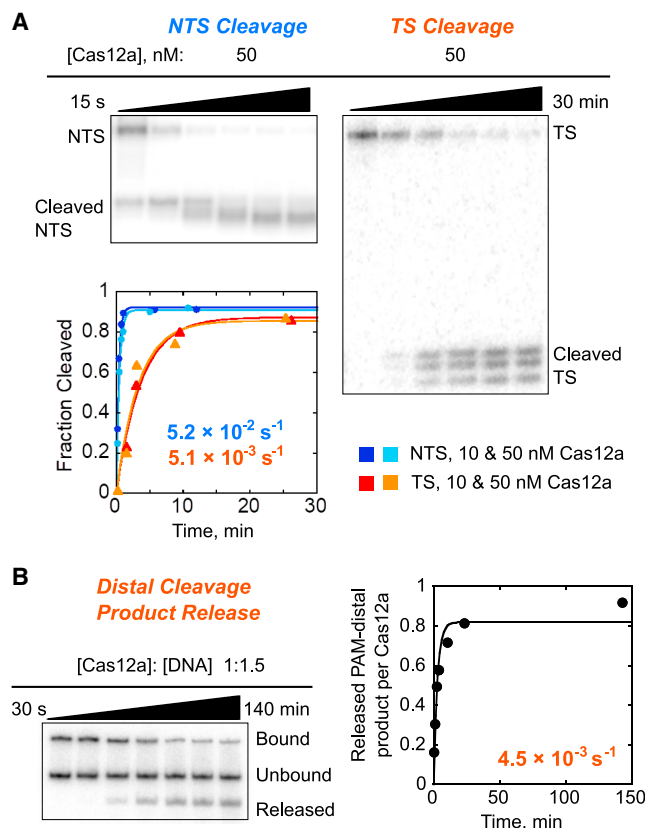 A
NTS Cleavage TS Cleavage
[Cas12a], nM: 50 50
15 s 30 min
NTS TS
Cleaved
NTS
Cleaved
TS
Fraction Cleaved
1
0.8
0.6
0.4
0.2
0
5.2 × 10⁻² s⁻¹
5.1 × 10⁻³ s⁻¹
0 10 20 30
Time, min
NTS, 10 & 50 nM Cas12a
TS, 10 & 50 nM Cas12a
B
Distal Cleavage
Product Release
[Cas12a]: [DNA] 1:1.5
30 s 140 min
Bound
Unbound
Released
Released PAM-distal
product per Cas12a
1
0.8
0.6
0.4
0.2
0
4.5 × 10⁻³ s⁻¹
0 50 100 150
Time, min